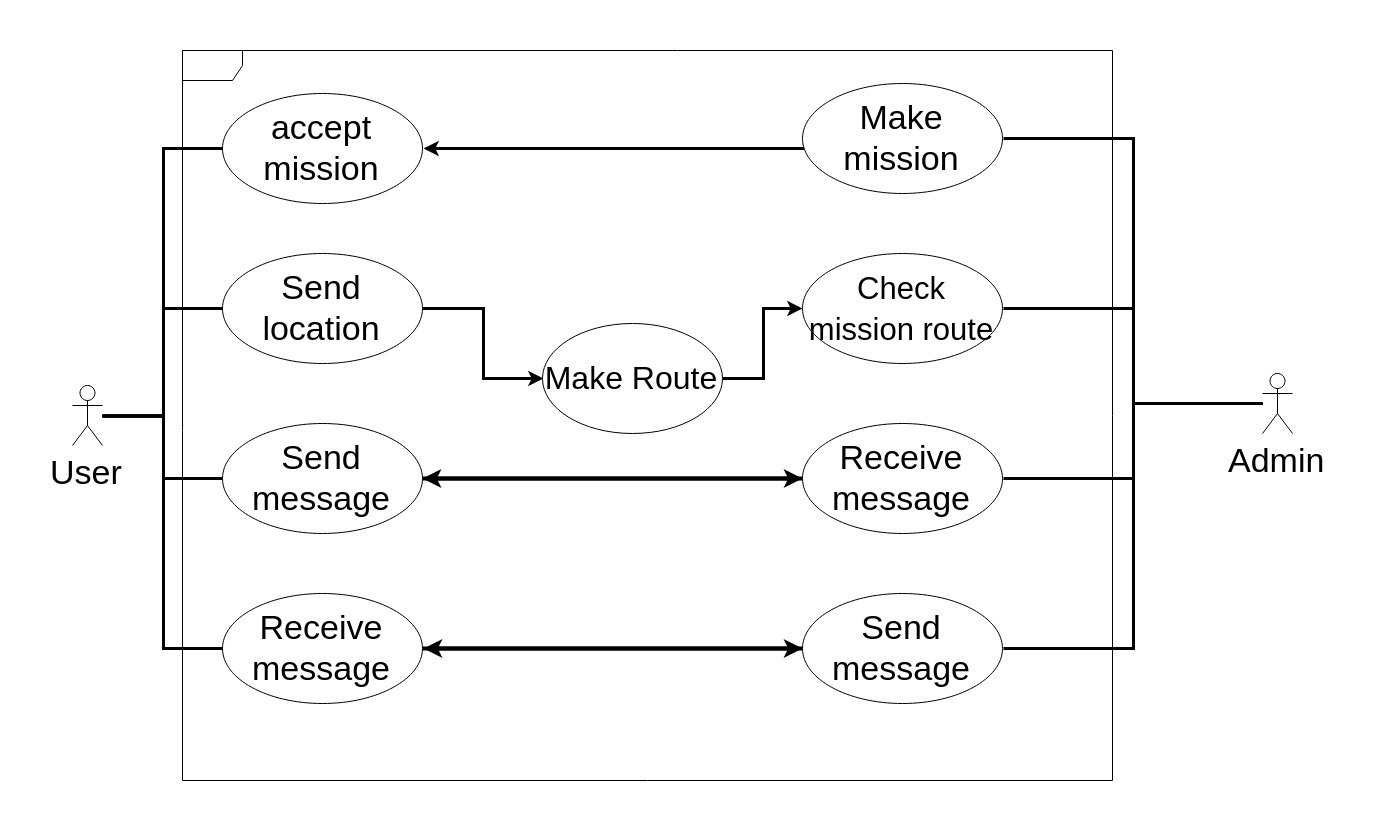 accept
mission
Make
mission
Send
location
Check
mission route
Make Route
User
Admin
Send
message
Receive
message
Receive
message
Send
message